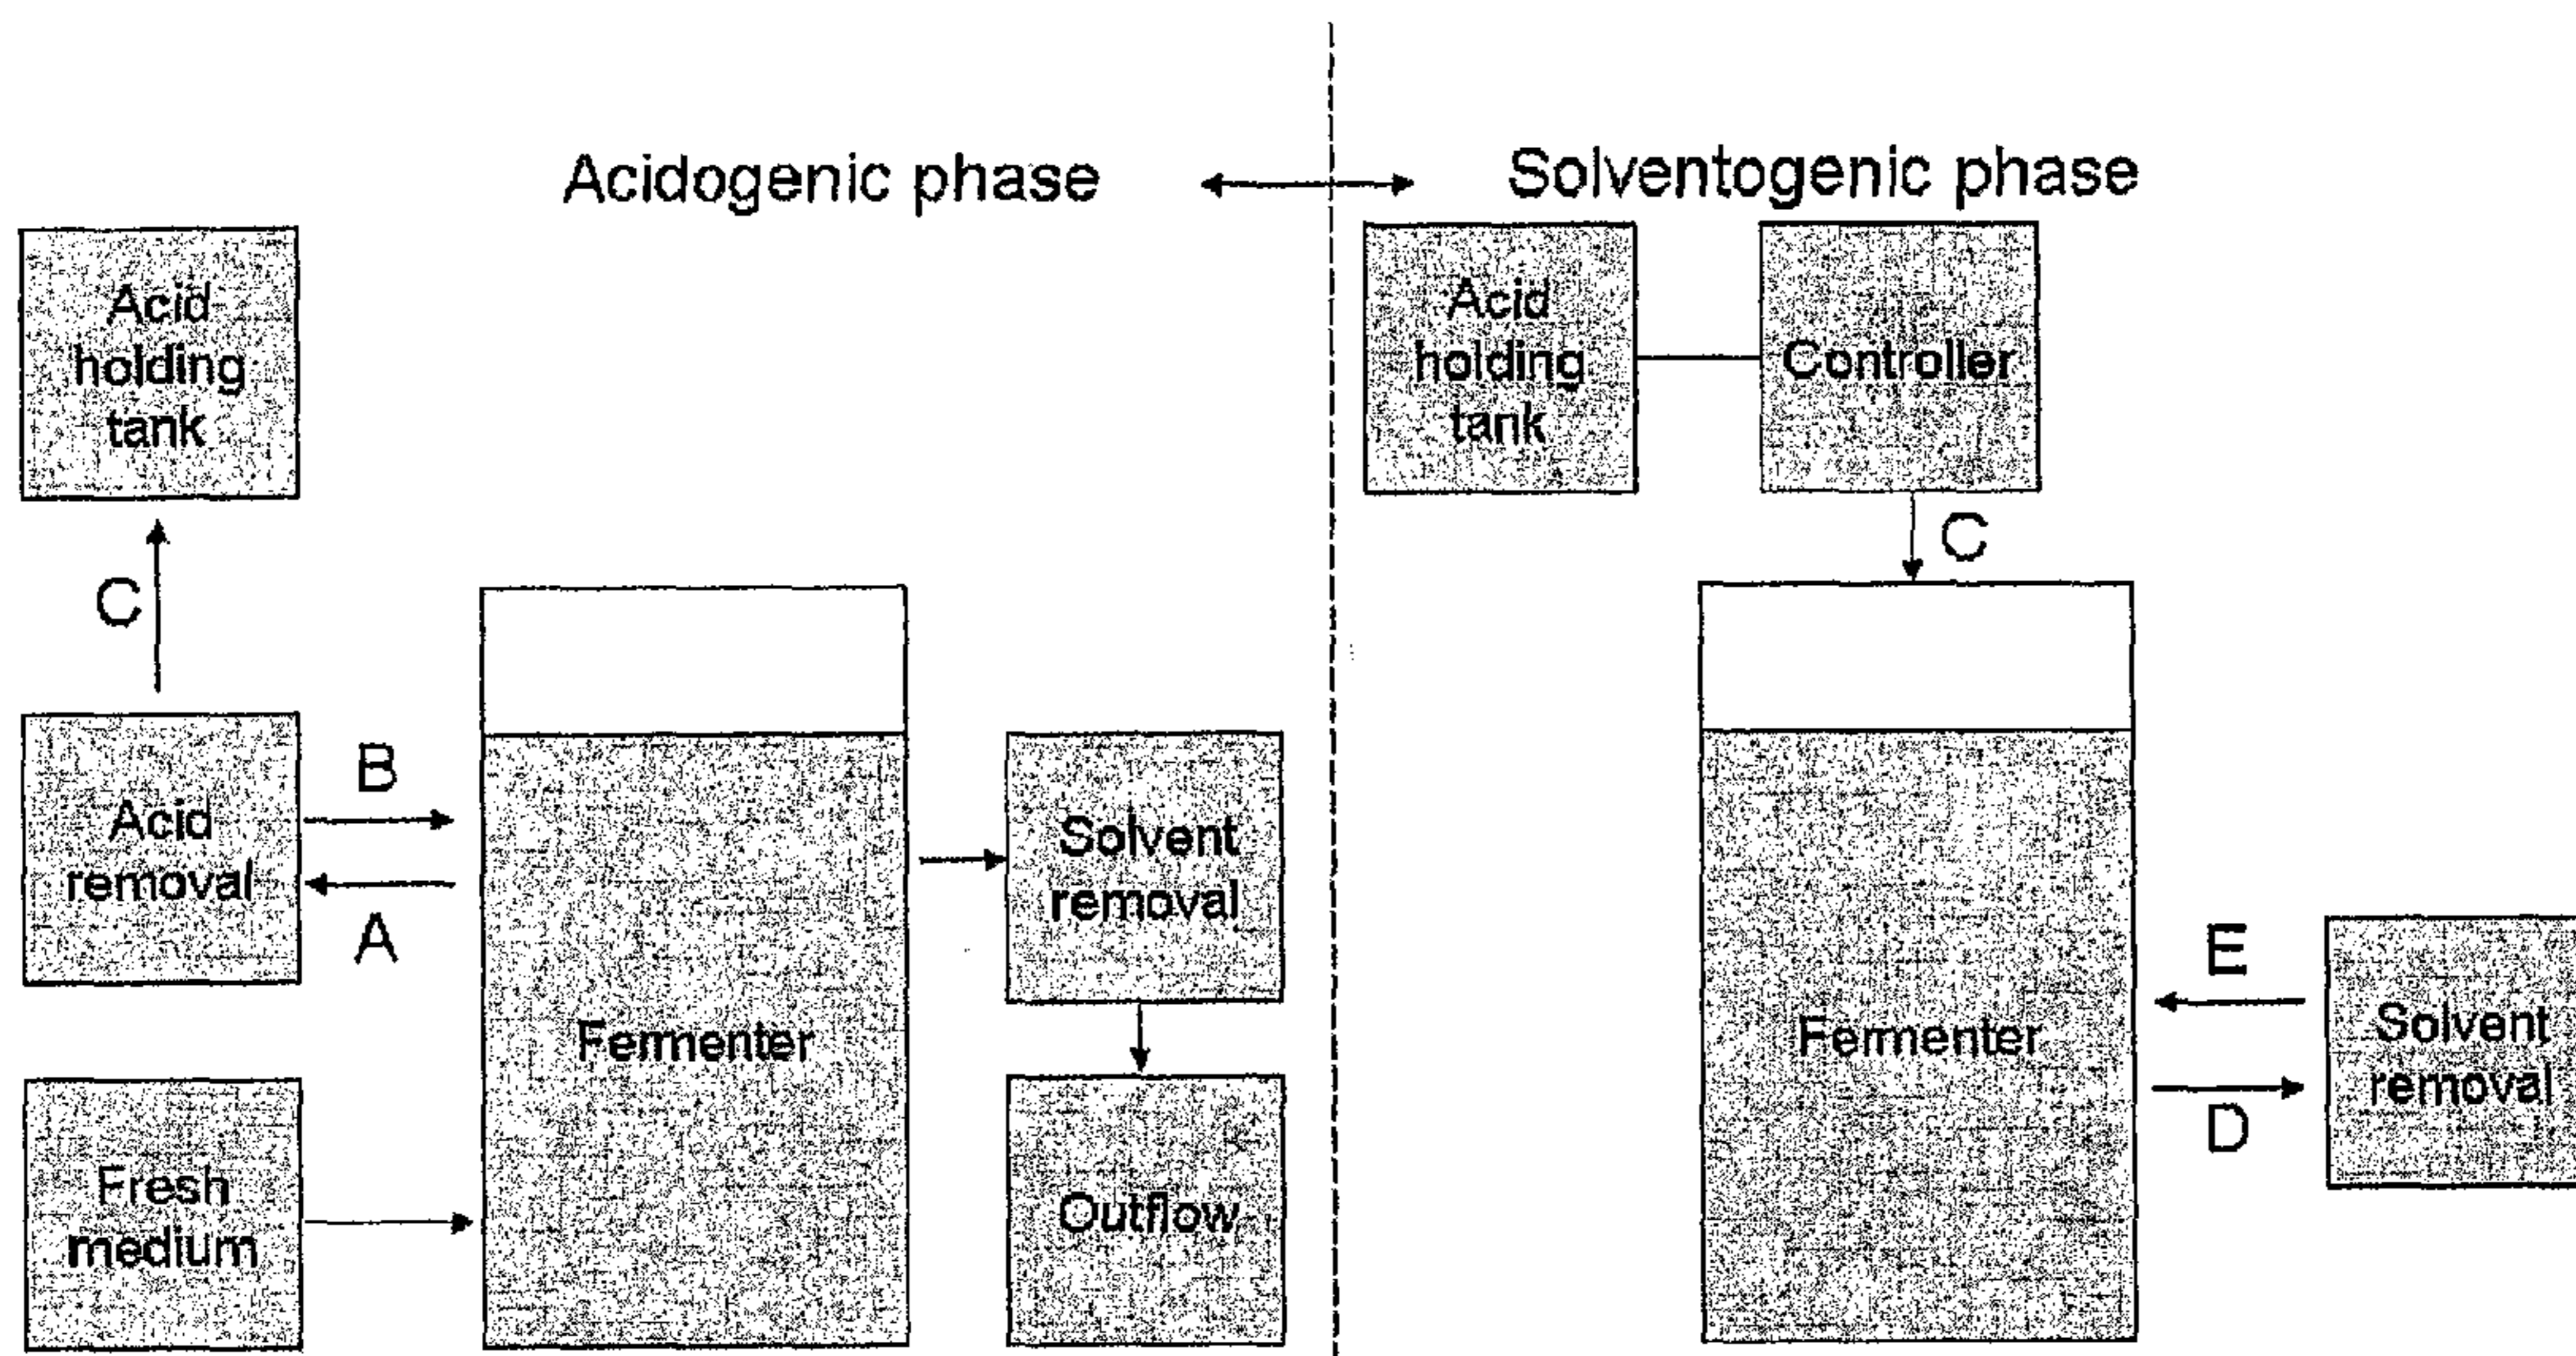 Acidogenic phase
Solventogenic phase
Acid
holding
tank
C
Acid
removal
B
A
Fresh
medium
Fermenter
Solvent
removal
Outflow
Acid
holding
tank
Controller
C
Fermenter
E
D
Solvent
removal